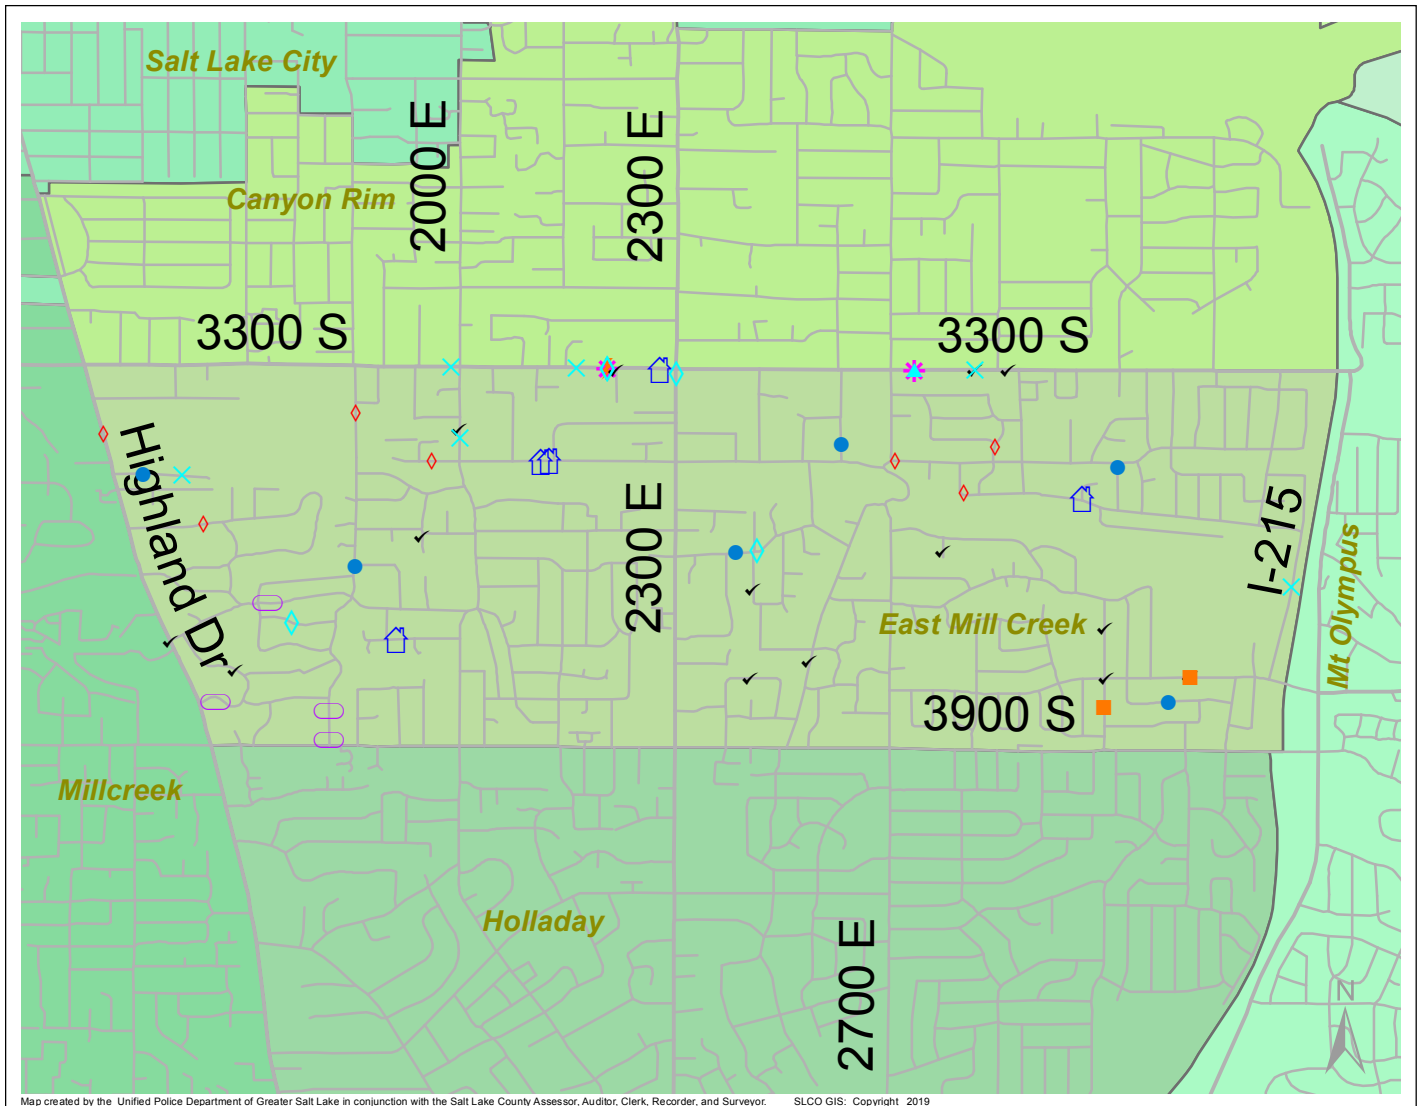 Salt Lake City
2000 E
2300 E
Canyon Rim
3300 S
3300 S
Highland Dr
2300 E
I-215
Mt Olympus
East Mill Creek
3900 S
Millcreek
Holladay
2700 E
N
Map created by the Unified Police Department of Greater Salt Lake in conjunction with the Salt Lake County Assessor, Auditor, Clerk, Recorder, and Surveyor. SLCO GIS: Copyright 2019